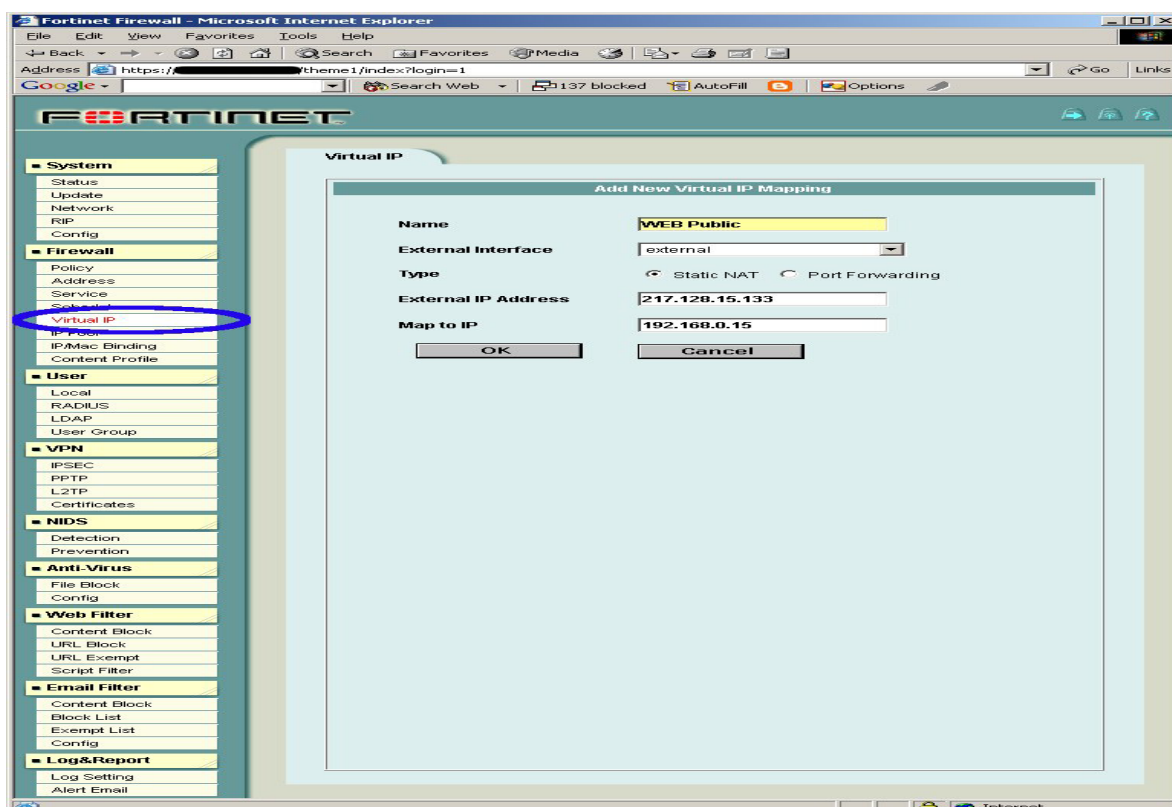 Fortinet Firewall - Microsoft Internet Explorer
File Edit View Favorites Tools Help
Back Search Favorites Media
Address https:/ /theme1/index?login=1 Go Links
Google Search Web 137 blocked AutoFill Options
FORTINET
Virtual IP
System
Status
Update
Network
RIP
Config
Firewall
Policy
Address
Service
Virtual IP
IP Pool
IP/Mac Binding
Content Profile
User
Local
RADIUS
LDAP
User Group
VPN
IPSEC
PPTP
L2TP
Certificates
NIDS
Detection
Prevention
Anti-Virus
File Block
Config
Web Filter
Content Block
URL Block
URL Exempt
Script Filter
Email Filter
Content Block
Block List
Exempt List
Config
Log&Report
Log Setting
Alert Email
Add New Virtual IP Mapping
Name WEB Public
External Interface external
Type Static NAT Port Forwarding
External IP Address 217.128.15.133
Map to IP 192.168.0.15
OK Cancel
Internet